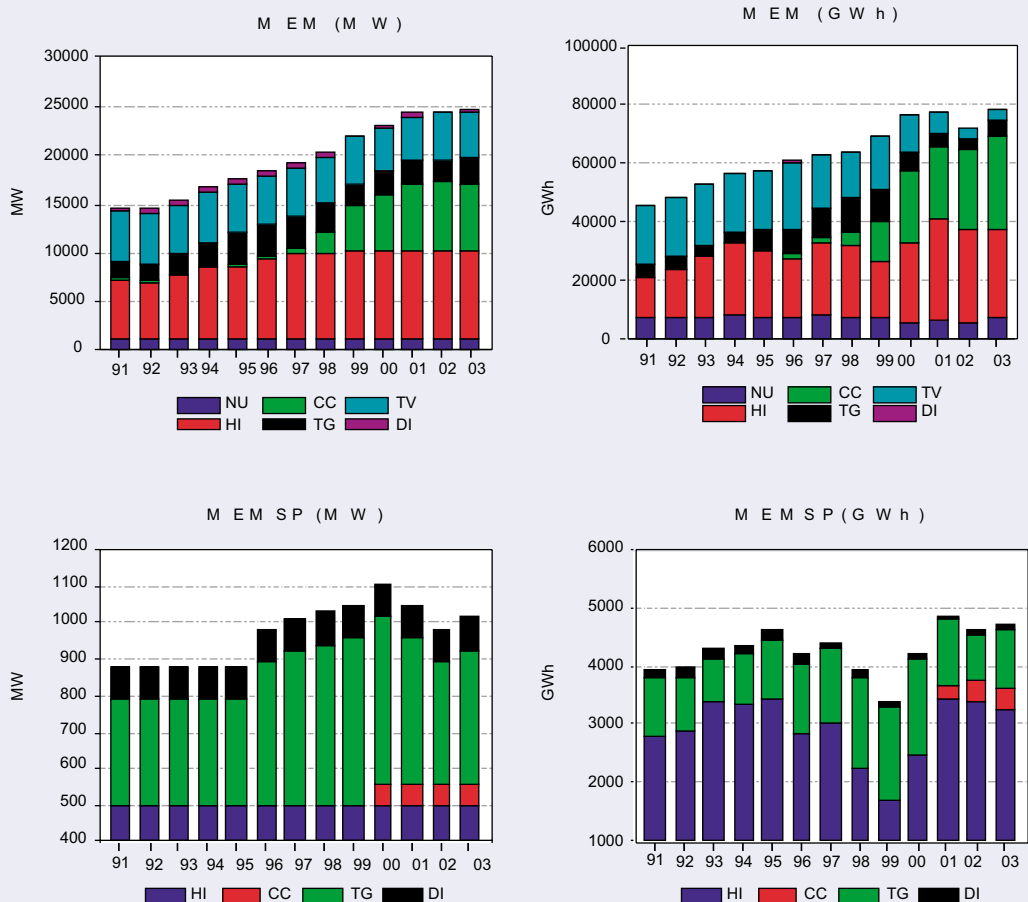 M EM (M W)
30000
25000
20000
15000
10000
5000
0
MW
91 92 93 94 95 96 97 98 99 00 01 02 03
NU CC TV
HI TG DI
M EM (G W h)
100000
80000
60000
40000
20000
0
GWh
91 92 93 94 95 96 97 98 99 00 01 02 03
NU CC TV
HI TG DI
M EM SP (M W)
1200
1100
1000
900
800
700
600
500
400
MW
91 92 93 94 95 96 97 98 99 00 01 02 03
HI CC TG DI
M E M S P (G W h)
6000
5000
4000
3000
2000
1000
GWh
91 92 93 94 95 96 97 98 99 00 01 02 03
HI CC TG DI